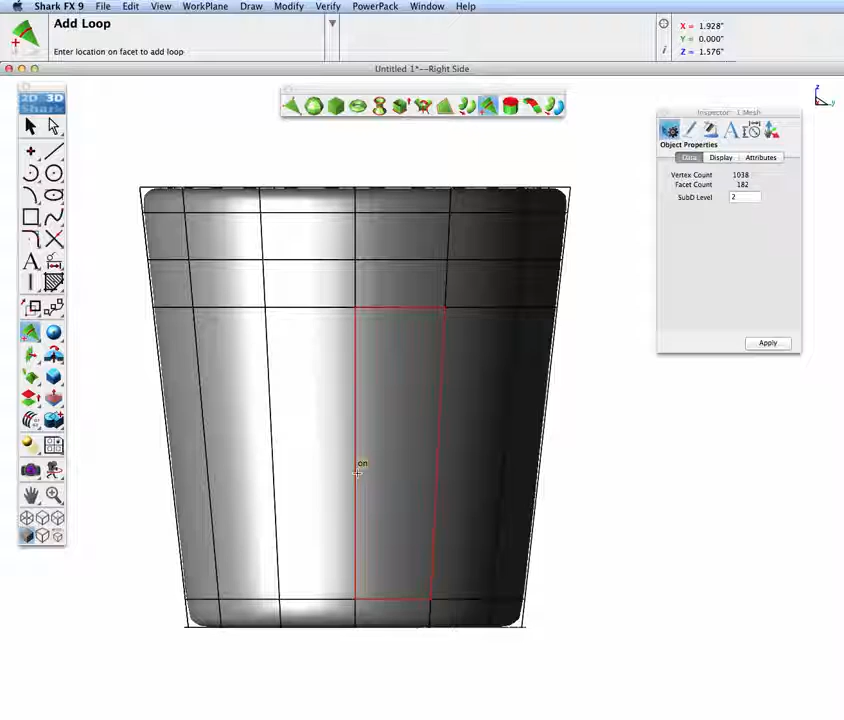 Shark FX 9 File Edit View WorkPlane Draw Modify Verify PowerPack Window Help
Add Loop
Enter location on facet to add loop
X = 1.928"
Y = 0.000"
Z = 1.576"
Untitled 1*--Right Side
2D 3D
Shark
z
y
Inspector: 1 Mesh
Object Properties
Data Display Attributes
Vertex Count 1038
Facet Count 182
SubD Level 2
Apply
on